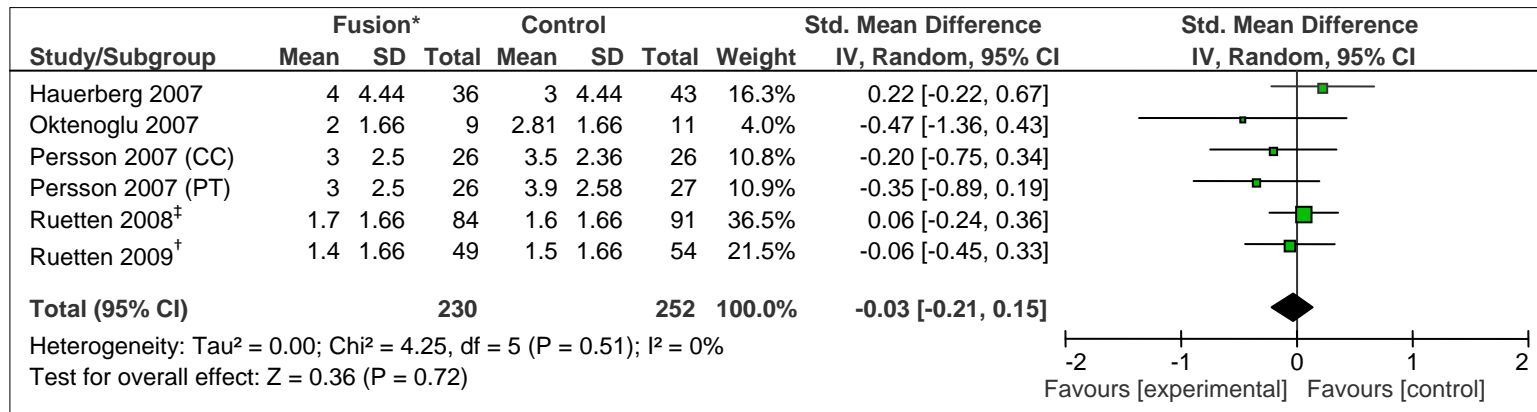 Fusion* Control Std. Mean Difference Std. Mean Difference
Study/Subgroup Mean SD Total Mean SD Total Weight IV, Random, 95% CI IV, Random, 95% CI
Hauerberg 2007 4 4.44 36 3 4.44 43 16.3% 0.22 [-0.22, 0.67]
Oktenoglu 2007 2 1.66 9 2.81 1.66 11 4.0% -0.47 [-1.36, 0.43]
Persson 2007 (CC) 3 2.5 26 3.5 2.36 26 10.8% -0.20 [-0.75, 0.34]
Persson 2007 (PT) 3 2.5 26 3.9 2.58 27 10.9% -0.35 [-0.89, 0.19]
Ruetten 2008‡ 1.7 1.66 84 1.6 1.66 91 36.5% 0.06 [-0.24, 0.36]
Ruetten 2009† 1.4 1.66 49 1.5 1.66 54 21.5% -0.06 [-0.45, 0.33]
Total (95% CI) 230 252 100.0% -0.03 [-0.21, 0.15]
Heterogeneity: Tau² = 0.00; Chi² = 4.25, df = 5 (P = 0.51); I² = 0%
Test for overall effect: Z = 0.36 (P = 0.72)
-2 -1 0 1 2
Favours [experimental] Favours [control]